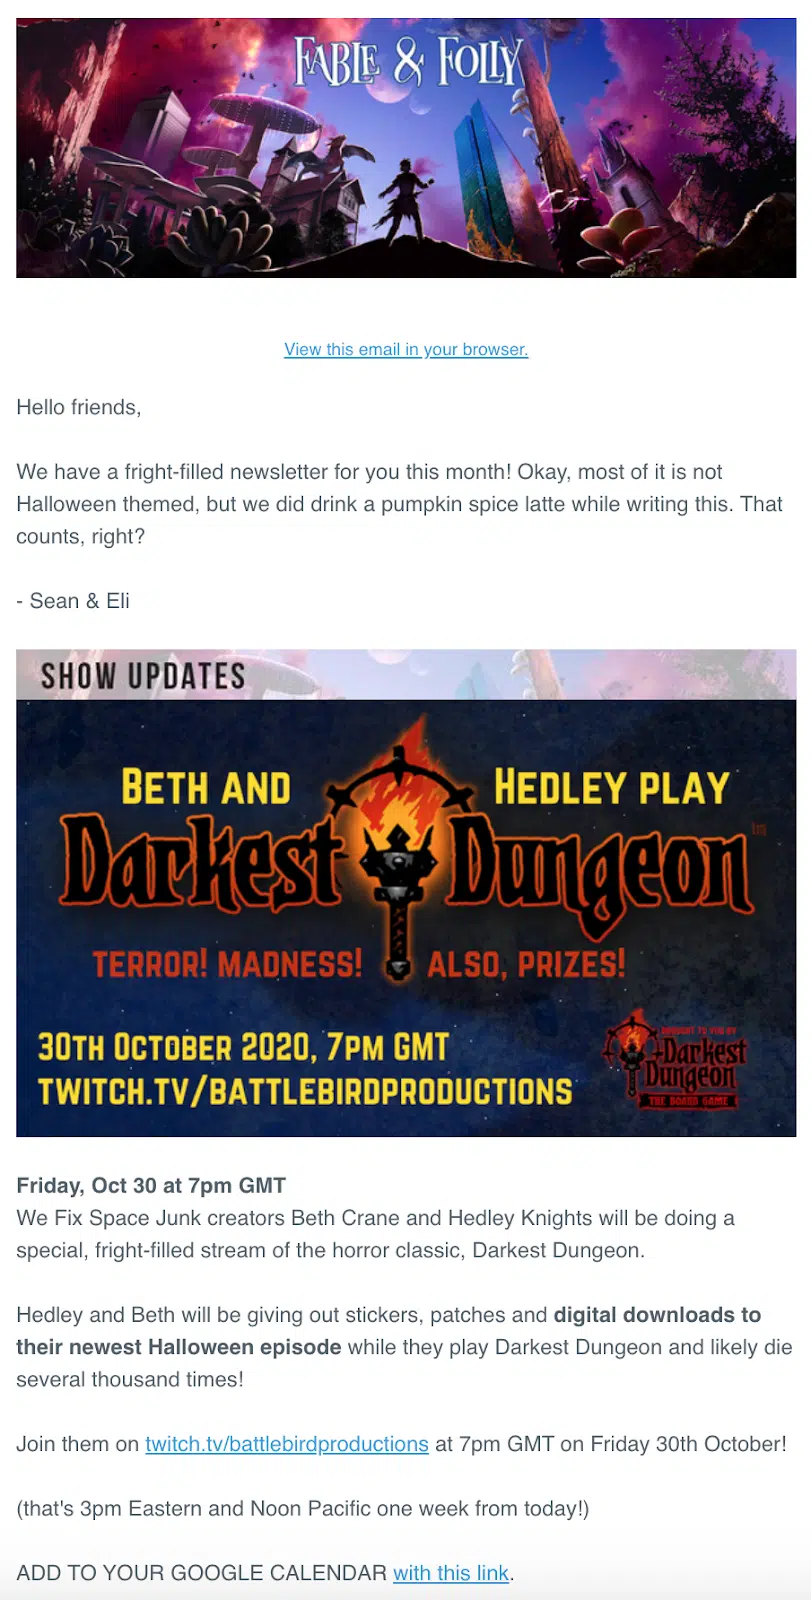 FABLE & FOLLY
View this email in your browser.
Hello friends,
We have a fright-filled newsletter for you this month! Okay, most of it is not
Halloween themed, but we did drink a pumpkin spice latte while writing this. That
counts, right?
- Sean & Eli
SHOW UPDATES
BETH AND HEDLEY PLAY
Darkest Dungeon™
TERROR! MADNESS! ALSO, PRIZES!
30TH OCTOBER 2020, 7PM GMT
TWITCH.TV/BATTLEBIRDPRODUCTIONS
BROUGHT TO YOU BY
Darkest
Dungeon
THE BOARD GAME
Friday, Oct 30 at 7pm GMT
We Fix Space Junk creators Beth Crane and Hedley Knights will be doing a
special, fright-filled stream of the horror classic, Darkest Dungeon.
Hedley and Beth will be giving out stickers, patches and digital downloads to
their newest Halloween episode while they play Darkest Dungeon and likely die
several thousand times!
Join them on twitch.tv/battlebirdproductions at 7pm GMT on Friday 30th October!
(that's 3pm Eastern and Noon Pacific one week from today!)
ADD TO YOUR GOOGLE CALENDAR with this link.